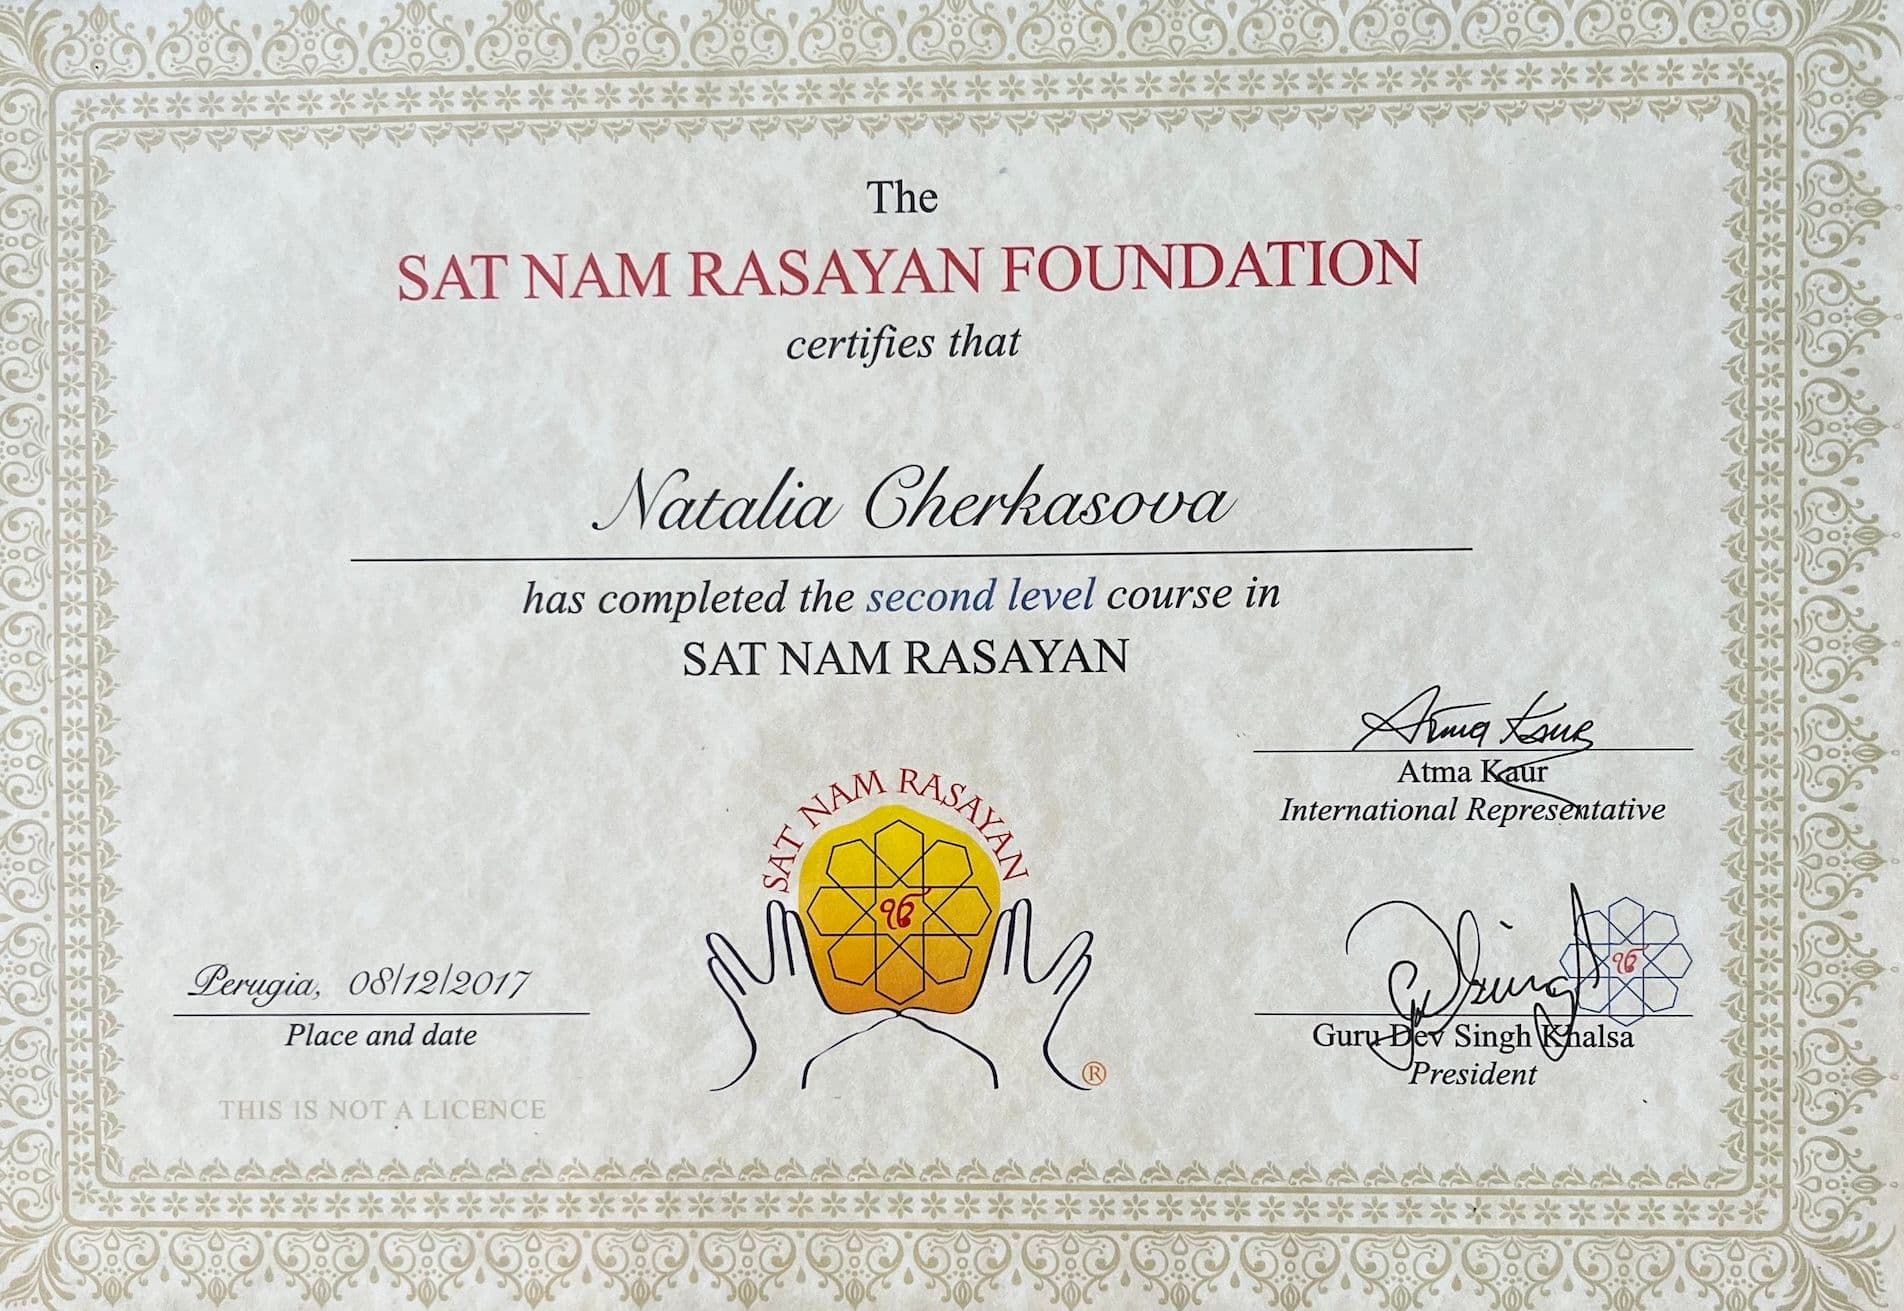 The
SAT NAM RASAYAN FOUNDATION
certifies that
Natalia Cherkasova
has completed the second level course in
SAT NAM RASAYAN
Atma Kaur
Atma Kaur
International Representative
SAT NAM RASAYAN
ੴ
®
Perugia, 08/12/2017
Place and date
THIS IS NOT A LICENCE
ੴ
Guru Dev Singh Khalsa
President